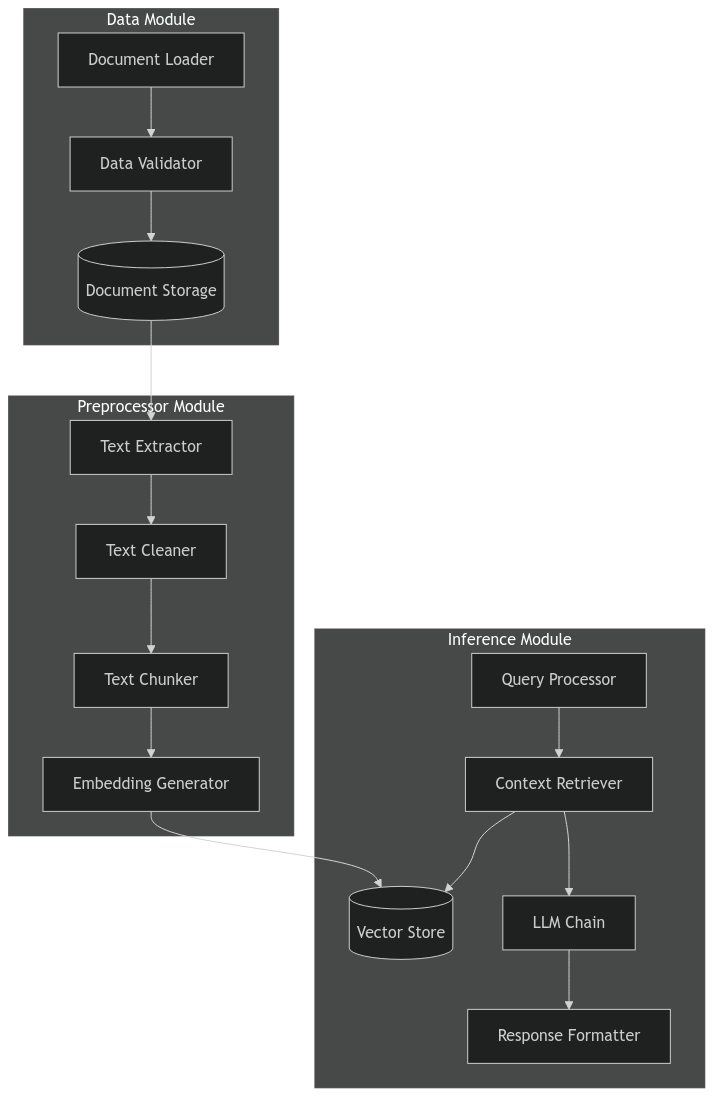 Data Module
Document Loader
Data Validator
Document Storage
Preprocessor Module
Text Extractor
Text Cleaner
Text Chunker
Embedding Generator
Inference Module
Query Processor
Context Retriever
Vector Store
LLM Chain
Response Formatter